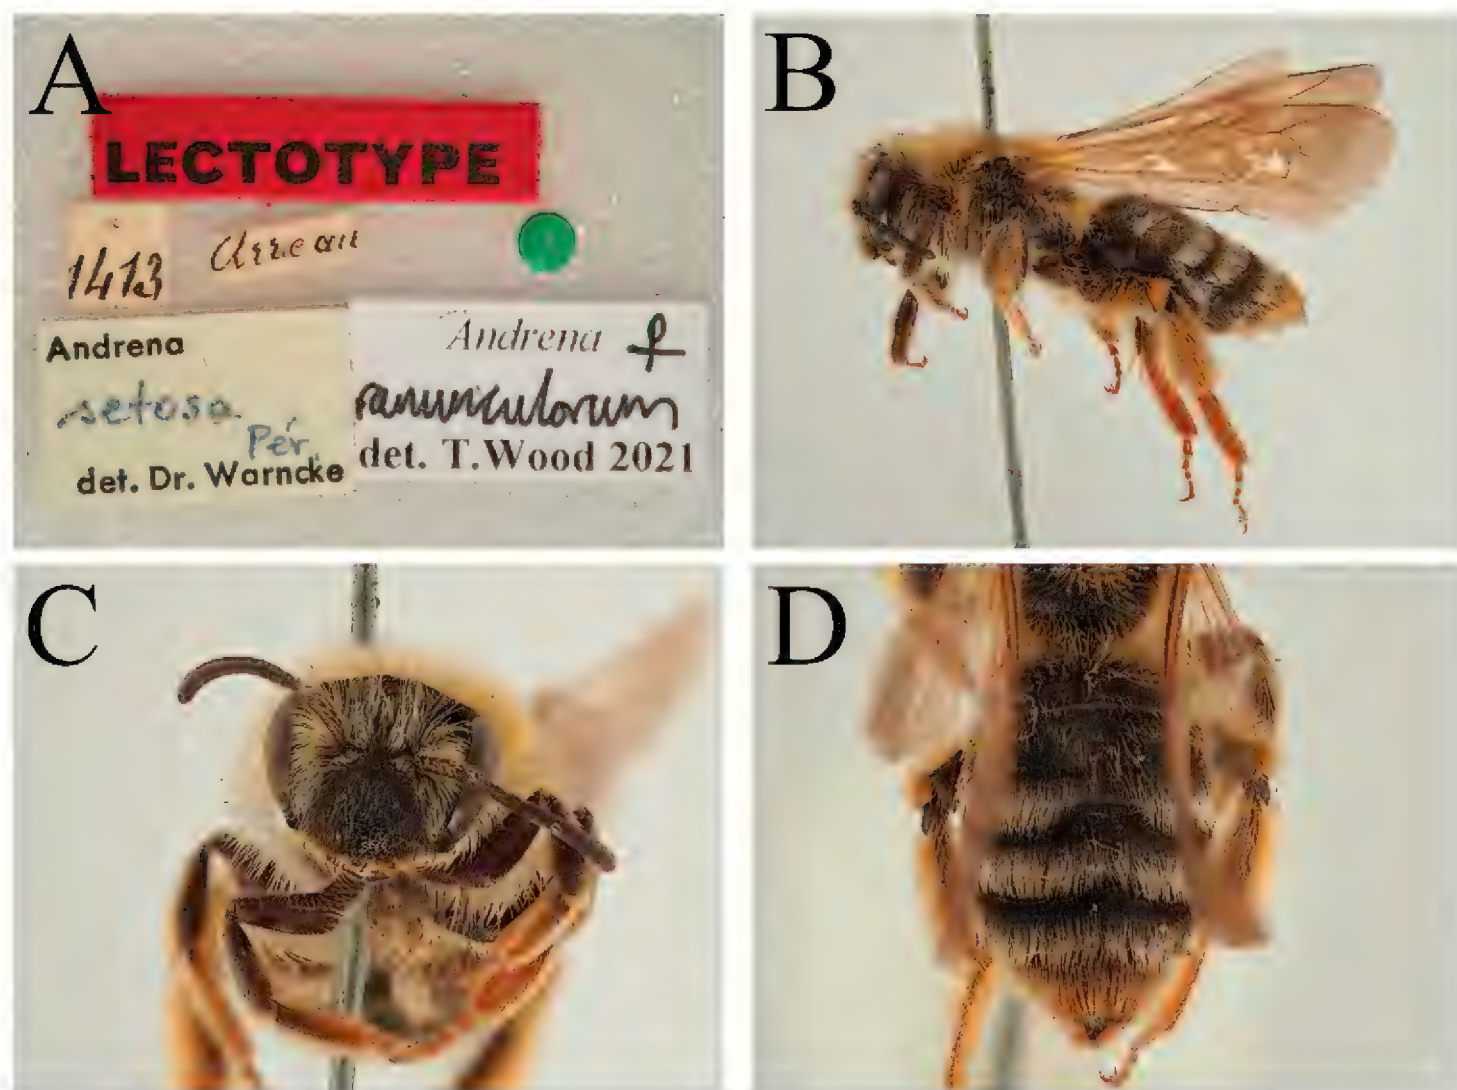 A
LECTOTYPE
1413
Arreau
Andrena
setosa
Pér.
det. Dr. Warncke
Andrena ♀
ranunculorum
det. T.Wood 2021
B
C
D